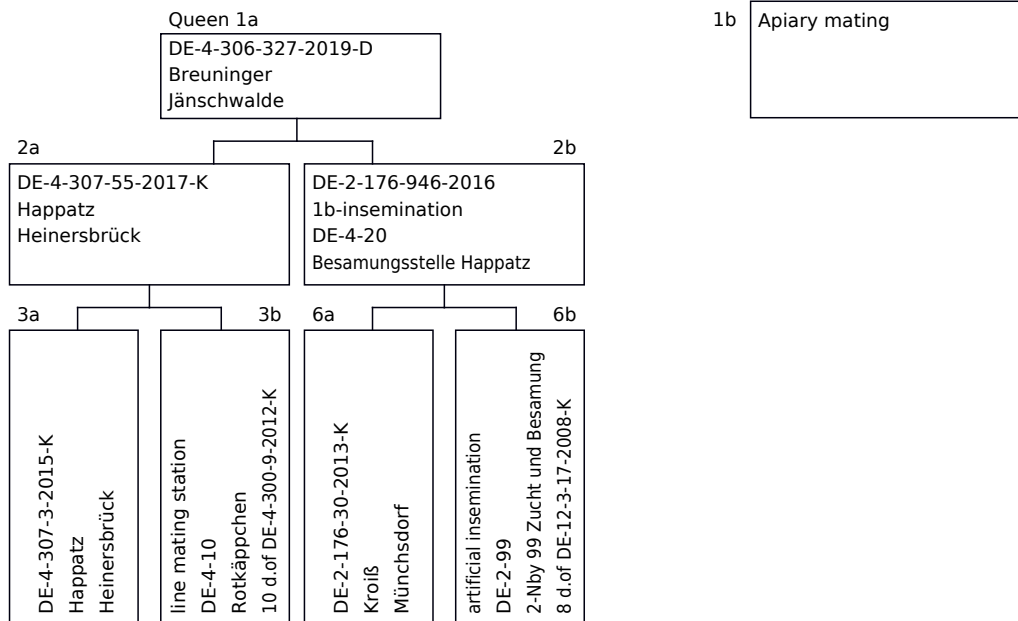 Queen 1a
DE-4-306-327-2019-D
Breuninger
Jänschwalde
1b
Apiary mating
2a
DE-4-307-55-2017-K
Happatz
Heinersbrück
2b
DE-2-176-946-2016
1b-insemination
DE-4-20
Besamungsstelle Happatz
3a
DE-4-307-3-2015-K
Happatz
Heinersbrück
3b
line mating station
DE-4-10
Rotkäppchen
10 d.of DE-4-300-9-2012-K
6a
DE-2-176-30-2013-K
Kroiß
Münchsdorf
6b
artificial insemination
DE-2-99
2-Nby 99 Zucht und Besamung
8 d.of DE-12-3-17-2008-K